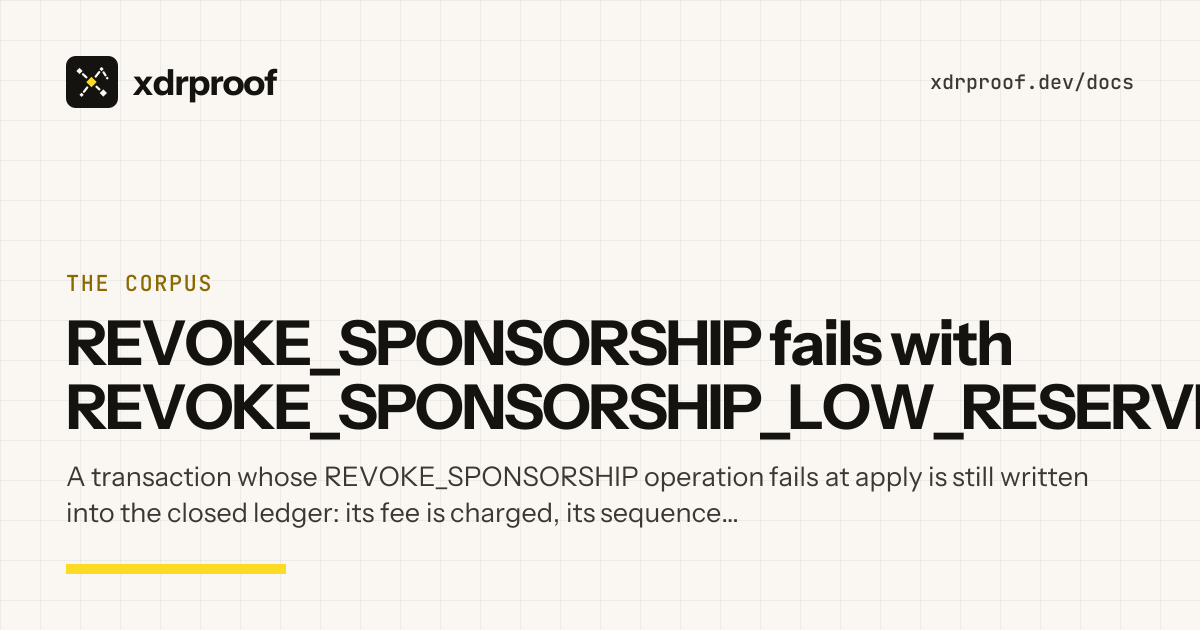 xdrproof
xdrproof.dev/docs
THE CORPUS
REVOKE_SPONSORSHIP fails with
REVOKE_SPONSORSHIP_LOW_RESERV
A transaction whose REVOKE_SPONSORSHIP operation fails at apply is still written
into the closed ledger: its fee is charged, its sequence…